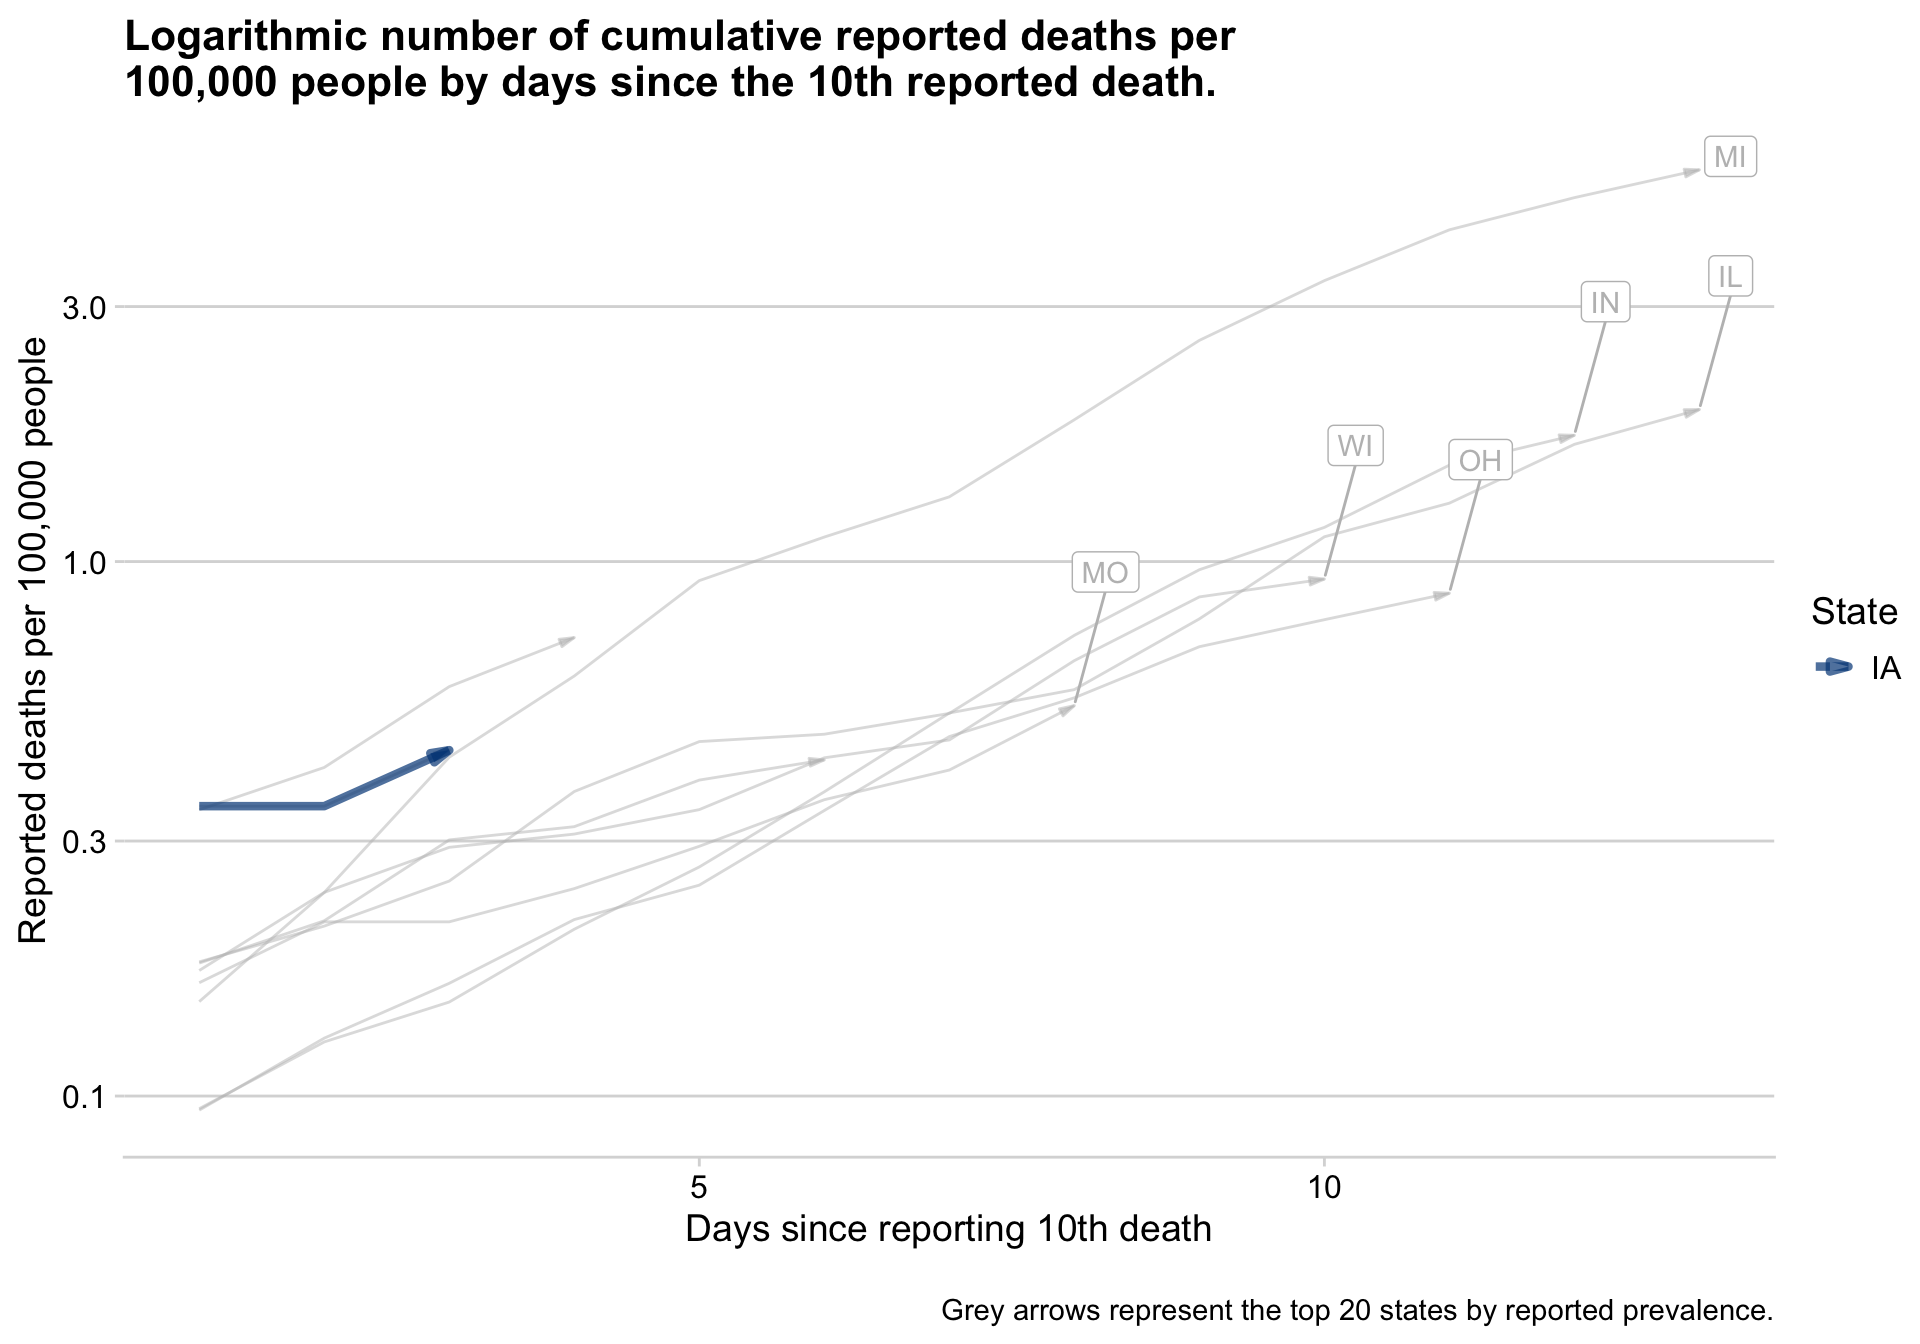 Logarithmic number of cumulative reported deaths per
100,000 people by days since the 10th reported death.
MI
IL
IN
WI
OH
MO
3.0
1.0
0.3
0.1
Reported deaths per 100,000 people
5
10
Days since reporting 10th death
State
IA
Grey arrows represent the top 20 states by reported prevalence.